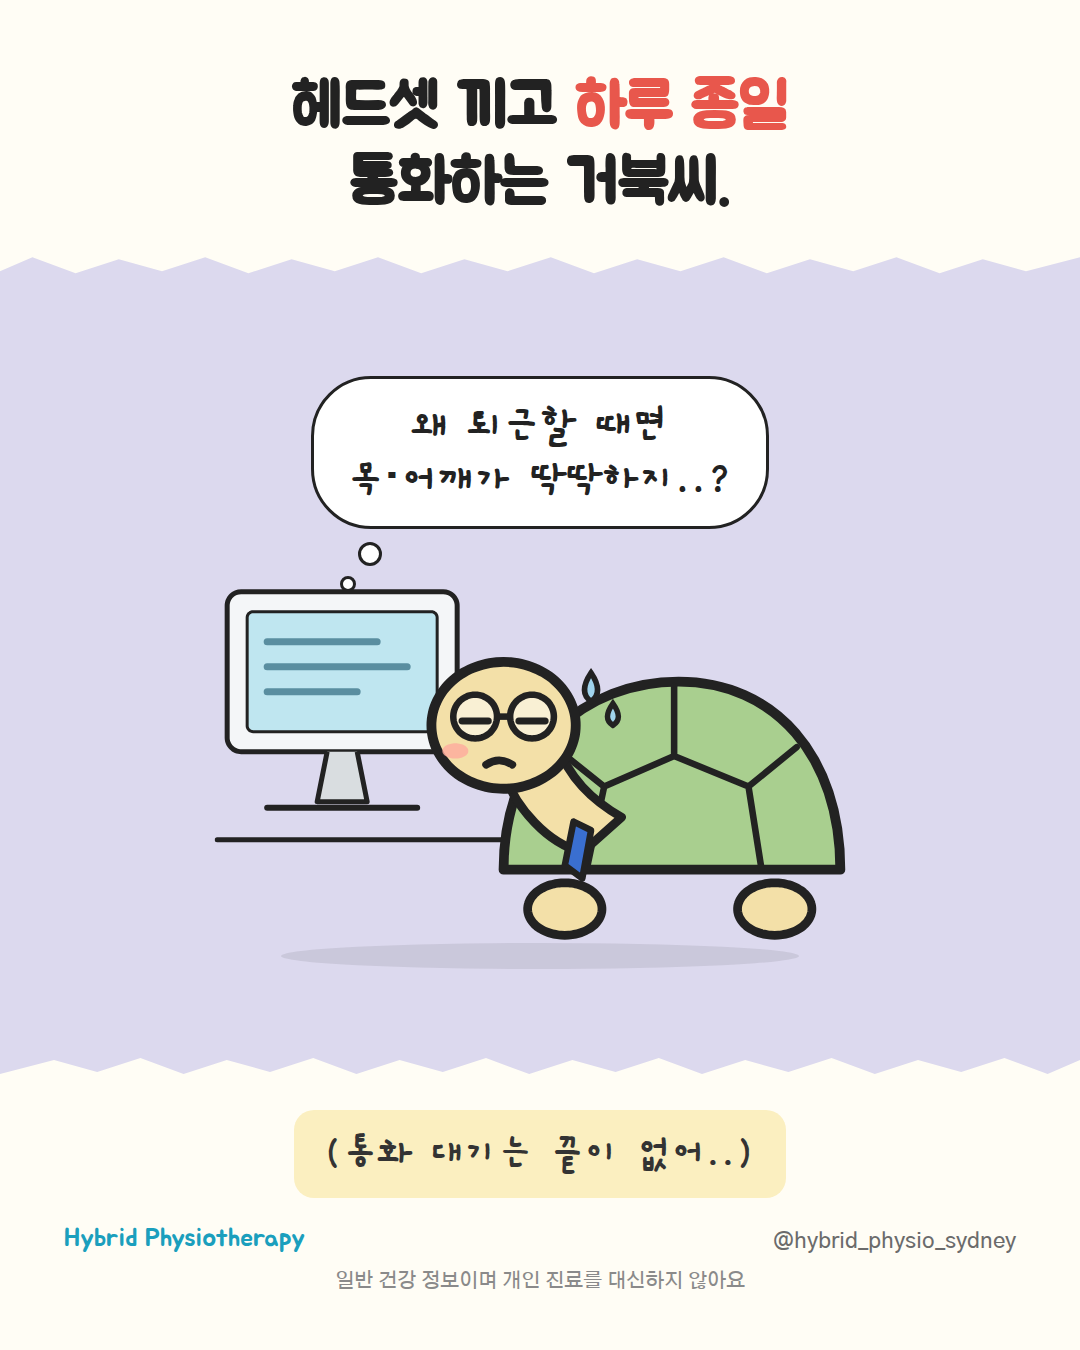 헤드셋 끼고 하루 종일
통화하는 거북씨.
왜 퇴근할 때면
목·어깨가 딱딱하지..?
(통화 대기는 끝이 없어..)
Hybrid Physiotherapy
@hybrid_physio_sydney
일반 건강 정보이며 개인 진료를 대신하지 않아요